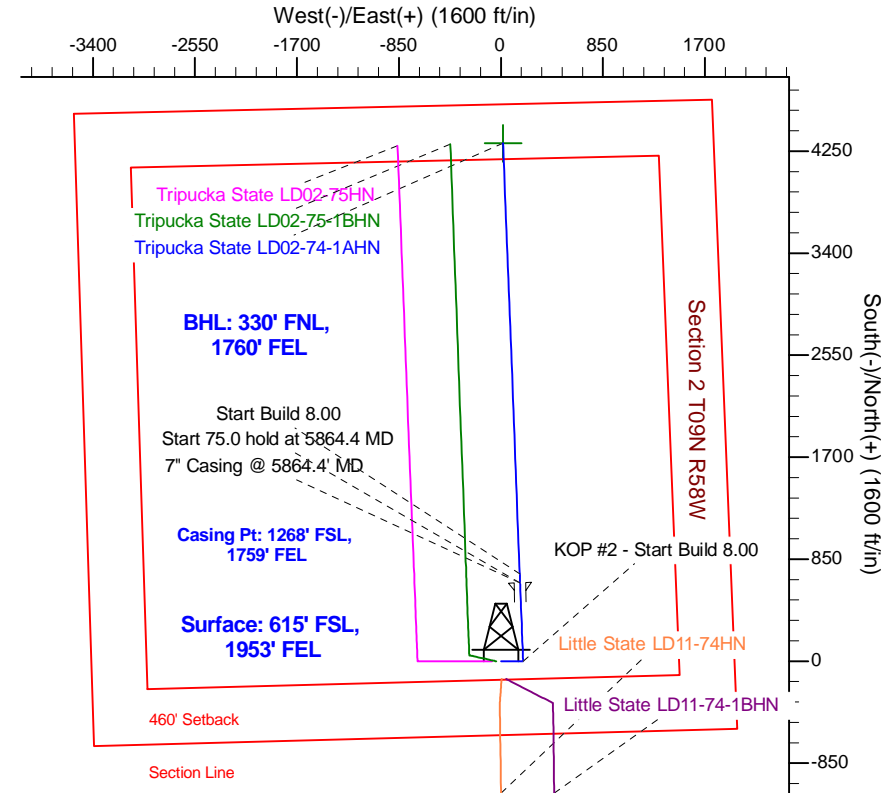 West(-)/East(+) (1600 ft/in)
-3400 -2550 -1700 -850 0 850 1700
4250
Tripucka State LD02-75HN
Tripucka State LD02-75-1BHN
Tripucka State LD02-74-1AHN
3400
BHL: 330' FNL,
1760' FEL
Section 2 T09N R58W
South(-)/North(+) (1600 ft/in)
2550
Start Build 8.00
Start 75.0 hold at 5864.4 MD
7" Casing @ 5864.4' MD
1700
Casing Pt: 1268' FSL,
1759' FEL
KOP #2 - Start Build 8.00
850
Surface: 615' FSL,
1953' FEL
Little State LD11-74HN
0
Little State LD11-74-1BHN
460' Setback
Section Line
-850